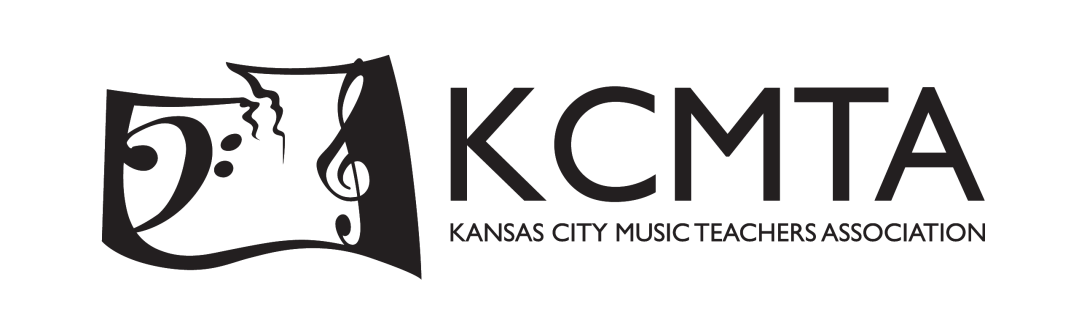 KCMTA
KANSAS CITY MUSIC TEACHERS ASSOCIATION